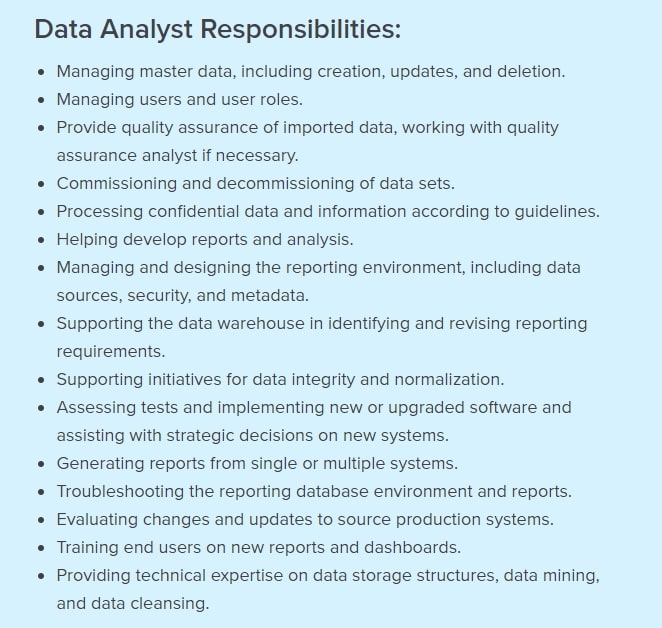 Data Analyst Responsibilities:
• Managing master data, including creation, updates, and deletion.
• Managing users and user roles.
• Provide quality assurance of imported data, working with quality
assurance analyst if necessary.
• Commissioning and decommissioning of data sets.
• Processing confidential data and information according to guidelines.
• Helping develop reports and analysis.
• Managing and designing the reporting environment, including data
sources, security, and metadata.
• Supporting the data warehouse in identifying and revising reporting
requirements.
• Supporting initiatives for data integrity and normalization.
• Assessing tests and implementing new or upgraded software and
assisting with strategic decisions on new systems.
• Generating reports from single or multiple systems.
• Troubleshooting the reporting database environment and reports.
• Evaluating changes and updates to source production systems.
• Training end users on new reports and dashboards.
• Providing technical expertise on data storage structures, data mining,
and data cleansing.